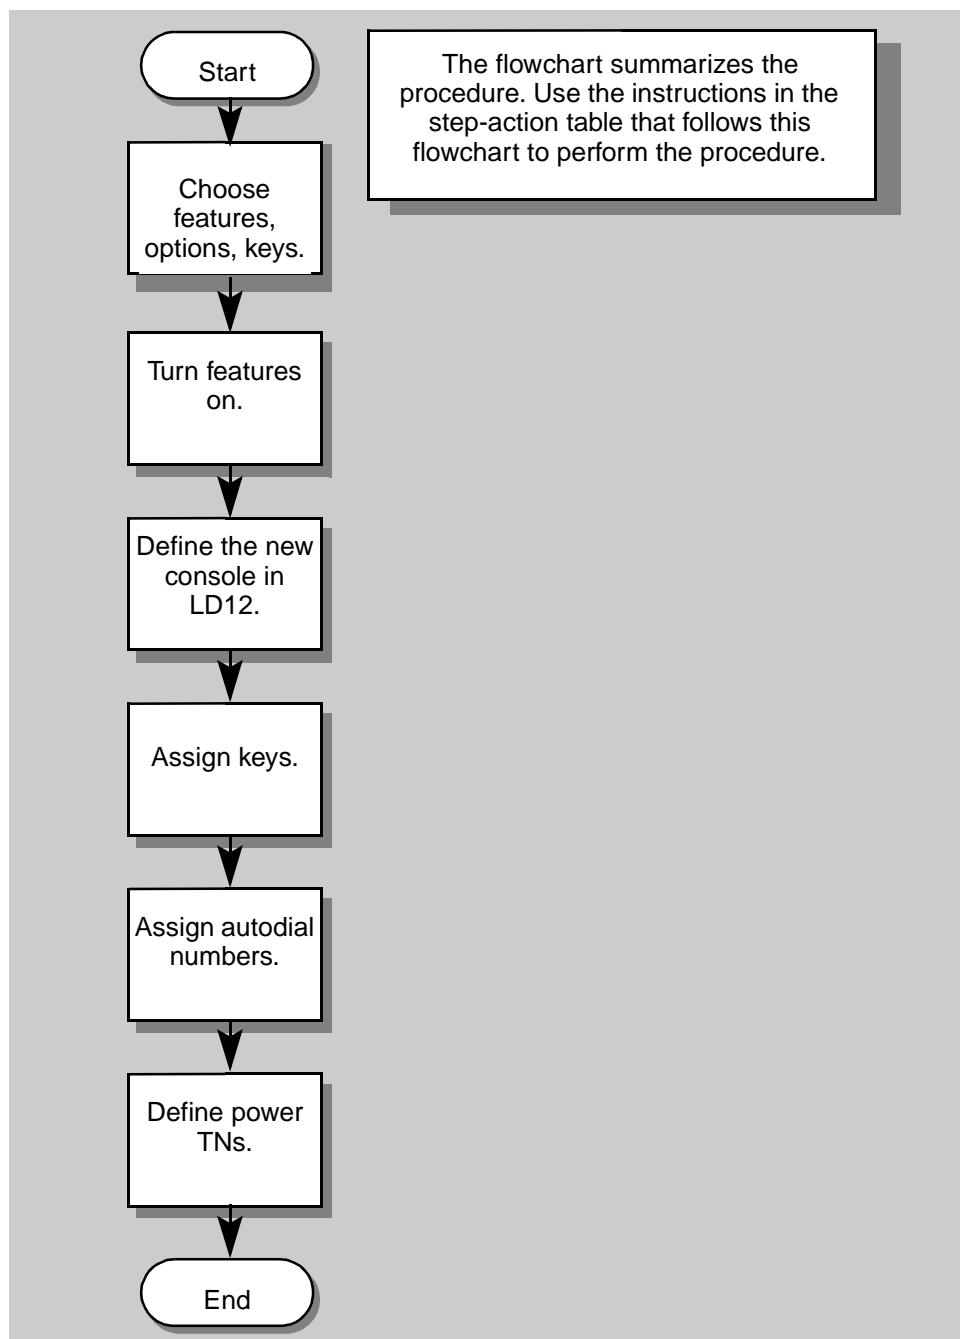 Start
The flowchart summarizes the
procedure. Use the instructions in the
step-action table that follows this
flowchart to perform the procedure.
Choose
features,
options, keys.
Turn features
on.
Define the new
console in
LD12.
Assign keys.
Assign autodial
numbers.
Define power
TNs.
End